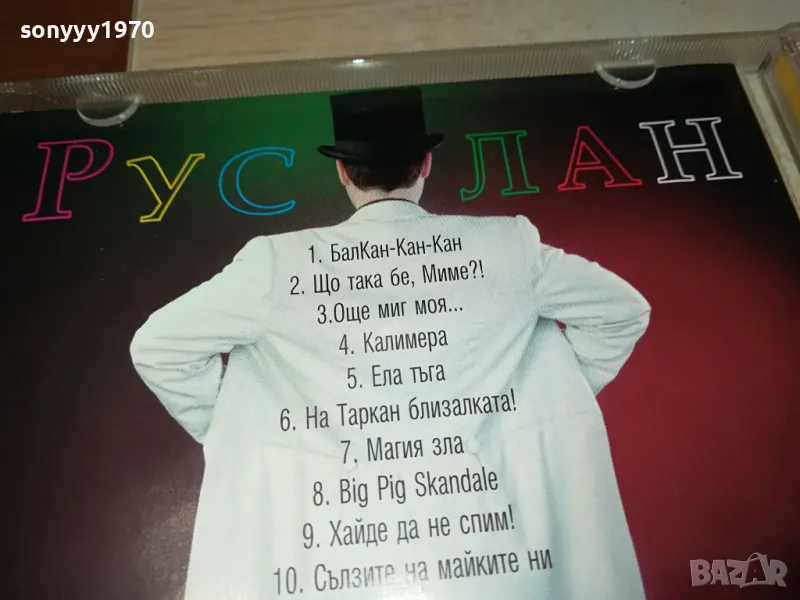 sonyyy1970
РУСЛАН
1. БалКан-Кан-Кан
2. Що така бе, Миме?!
3.Още миг моя...
4. Калимера
5. Ела тъга
6. На Таркан близалката!
7. Магия зла
8. Big Pig Skandale
9. Хайде да не спим!
10. Сълзите на майките ни
BAZAR